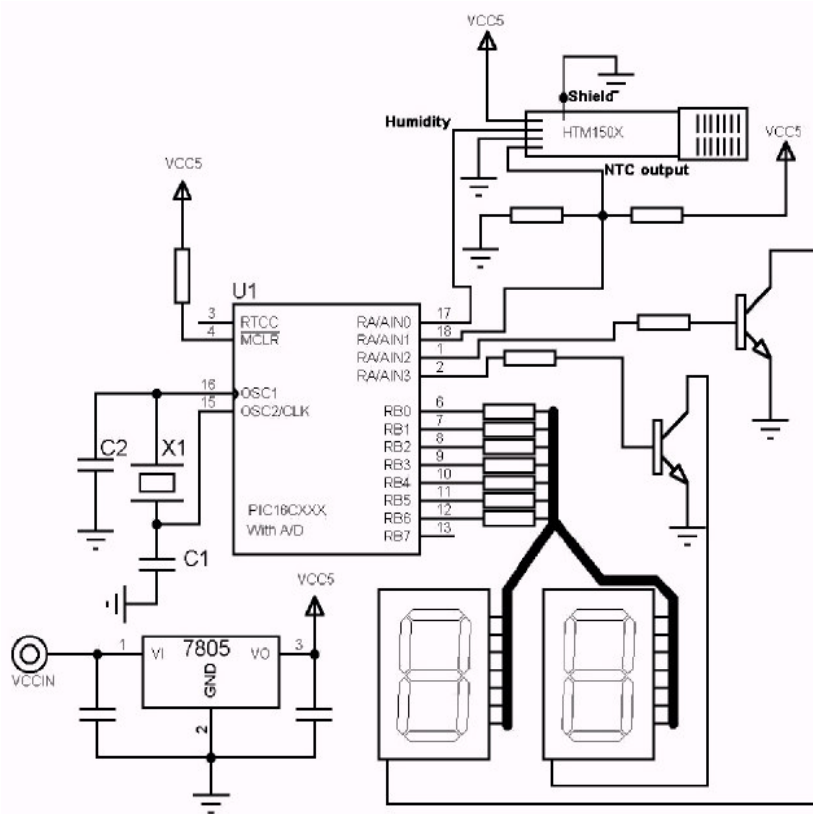 VCC5
Shield
Humidity
HTM150X
VCC5
NTC output
VCC5
U1
3 RTCC
4 MCLR
RA/AIN0 17
RA/AIN1 18
RA/AIN2 1
RA/AIN3 2
16 OSC1
15 OSC2/CLK
RB0 6
RB1 7
RB2 8
RB3 9
RB4 10
RB5 11
RB6 12
RB7 13
PIC16CXXX
With A/D
C2
X1
C1
VCC5
VCCIN
1 VI
7805
VO 3
GND
2